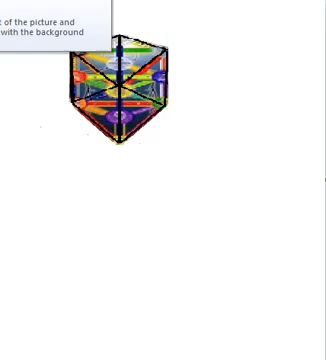 t of the picture and
with the background